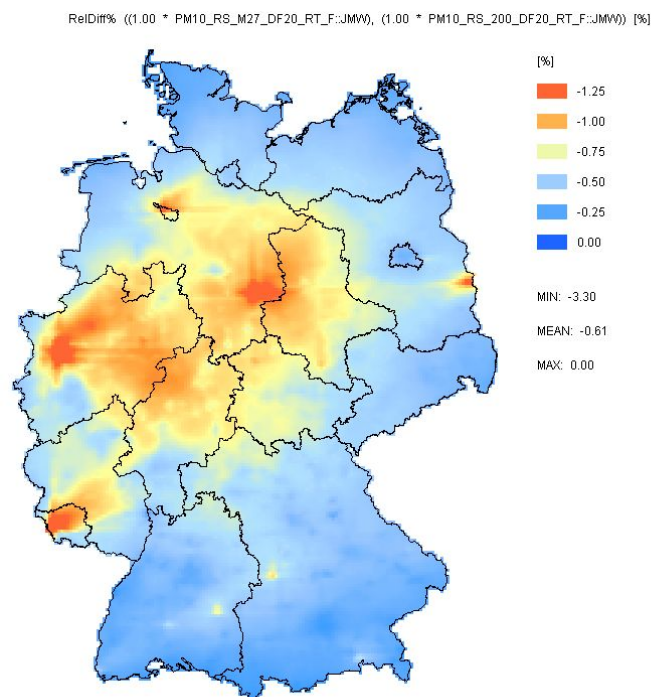 RelDiff% ((1.00 * PM10_RS_M27_DF20_RT_F::JMW), (1.00 * PM10_RS_200_DF20_RT_F::JMW)) [%]
[%]
-1.25
-1.00
-0.75
-0.50
-0.25
0.00
MIN: -3.30
MEAN: -0.61
MAX: 0.00